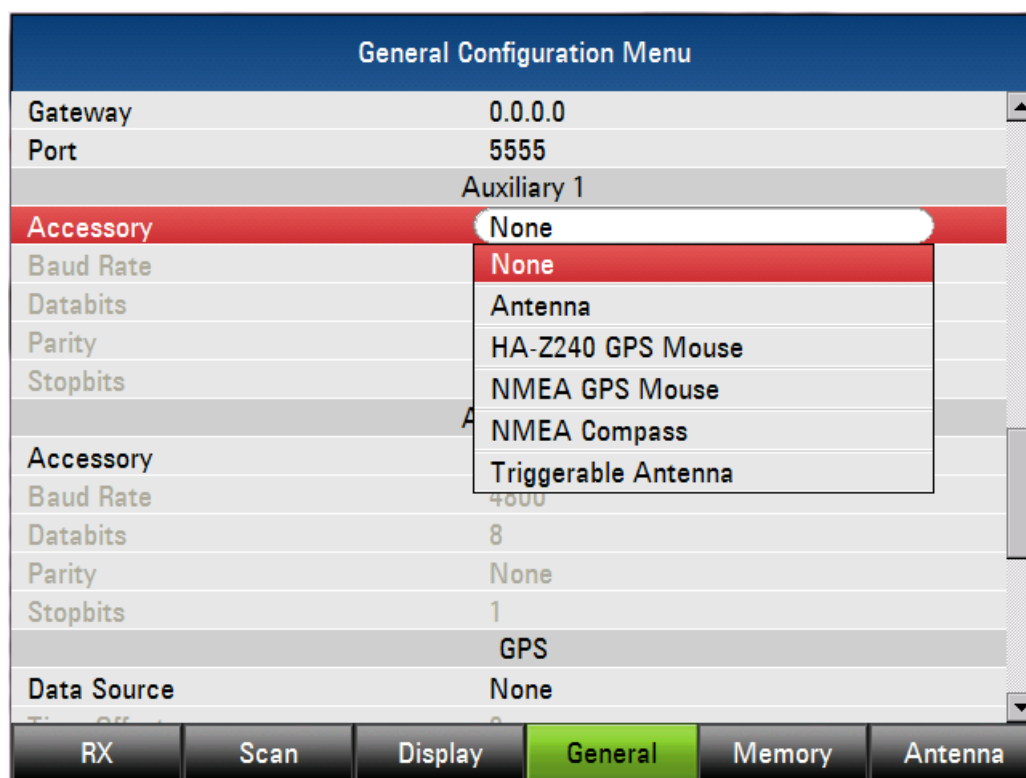 General Configuration Menu
Gateway 0.0.0.0
Port 5555
Auxiliary 1
Accessory None
Baud Rate None
Databits Antenna
Parity HA-Z240 GPS Mouse
Stopbits NMEA GPS Mouse
A NMEA Compass
Accessory Triggerable Antenna
Baud Rate 4800
Databits 8
Parity None
Stopbits 1
GPS
Data Source None
RX Scan Display General Memory Antenna